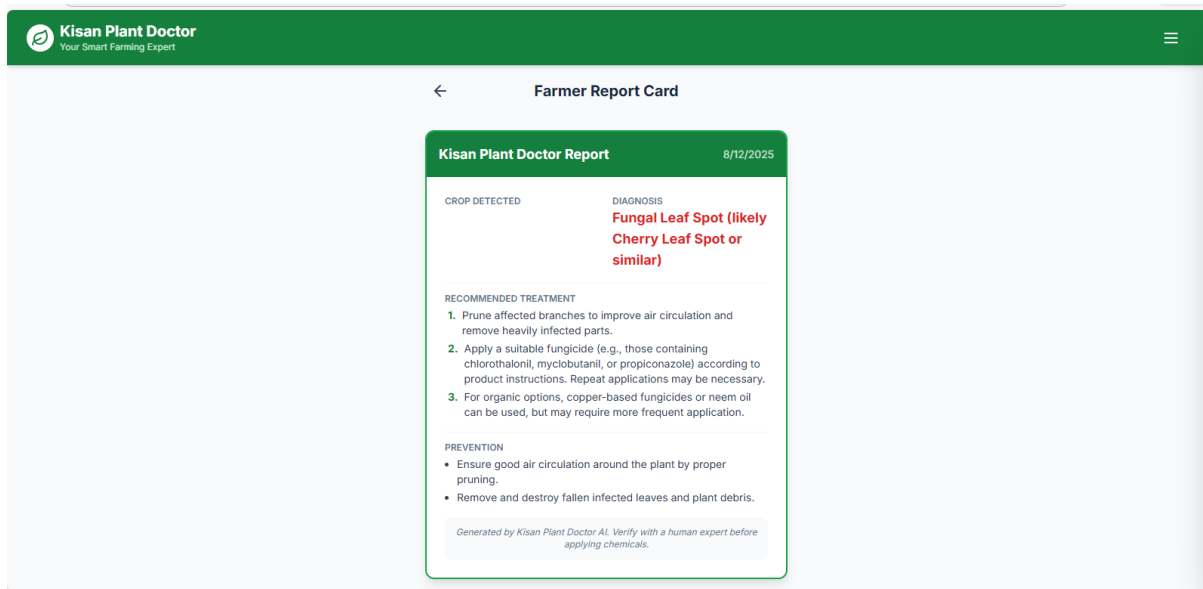 Kisan Plant Doctor
Your Smart Farming Expert
Farmer Report Card
Kisan Plant Doctor Report
8/12/2025
CROP DETECTED
DIAGNOSIS
Fungal Leaf Spot (likely
Cherry Leaf Spot or
similar)
RECOMMENDED TREATMENT
1. Prune affected branches to improve air circulation and
remove heavily infected parts.
2. Apply a suitable fungicide (e.g., those containing
chlorothalonil, myclobutanil, or propiconazole) according to
product instructions. Repeat applications may be necessary.
3. For organic options, copper-based fungicides or neem oil
can be used, but may require more frequent application.
PREVENTION
• Ensure good air circulation around the plant by proper
pruning.
• Remove and destroy fallen infected leaves and plant debris.
Generated by Kisan Plant Doctor AI. Verify with a human expert before
applying chemicals.